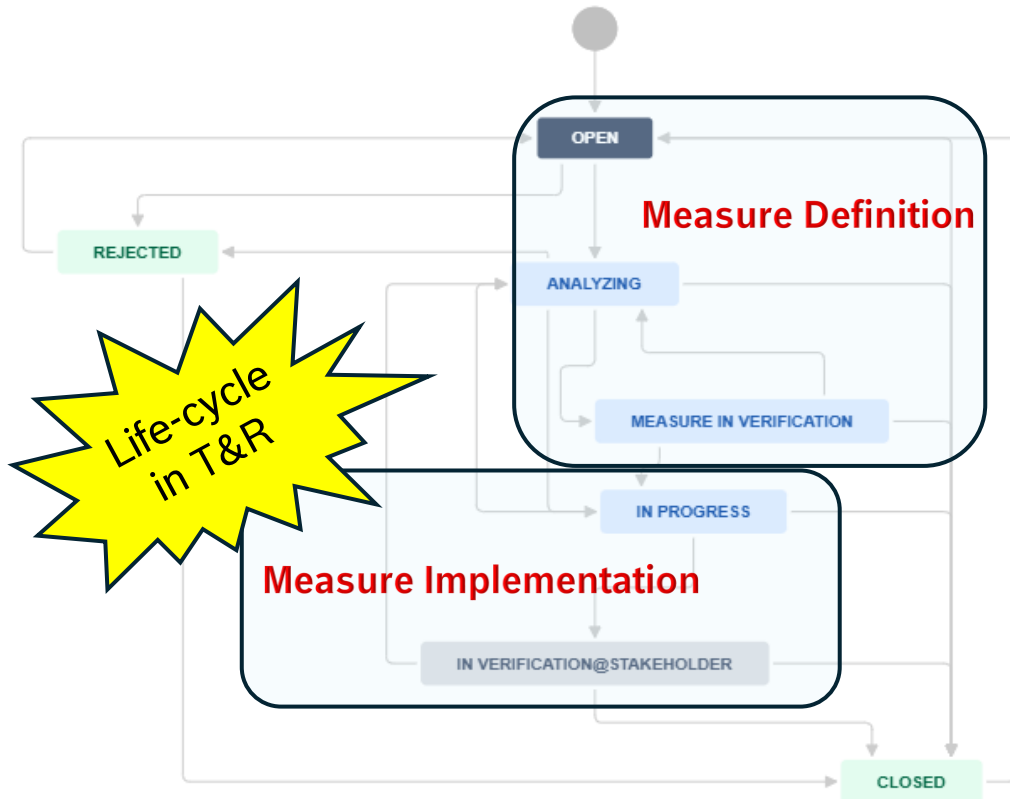 OPEN
Measure Definition
REJECTED
ANALYZING
Life-cycle
in T&R
MEASURE IN VERIFICATION
IN PROGRESS
Measure Implementation
IN VERIFICATION@STAKEHOLDER
CLOSED